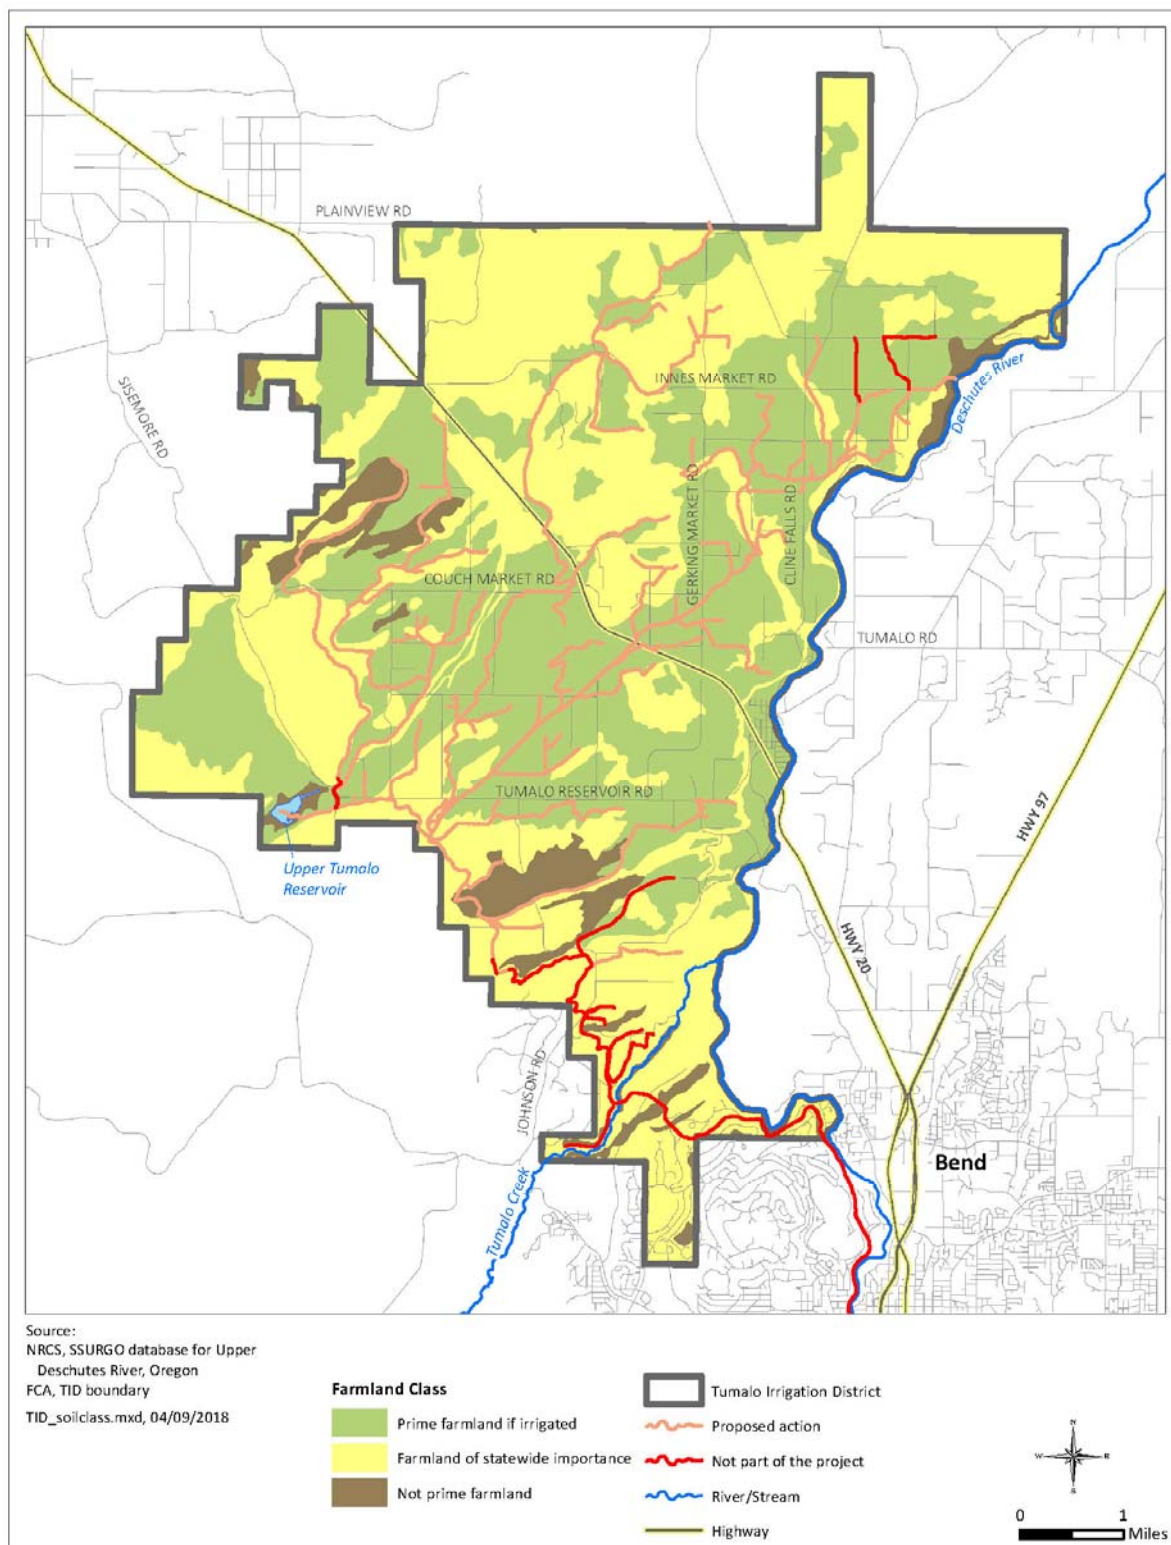 PLAINVIEW RD
SISEMORE RD
INNES MARKET RD
Deschutes River
GERKING MARKET RD
CLINE FALLS RD
COUCH MARKET RD
TUMALO RD
TUMALO RESERVOIR RD
HWY 97
Upper Tumalo
Reservoir
HWY 20
JOHNSON RD
Bend
Tumalo Creek
Source:
NRCS, SSURGO database for Upper
Deschutes River, Oregon
FCA, TID boundary
TID_soilclass.mxd, 04/09/2018
Farmland Class
Prime farmland if irrigated
Farmland of statewide importance
Not prime farmland
Tumalo Irrigation District
Proposed action
Not part of the project
River/Stream
Highway
N
W E
S
0 1
Miles